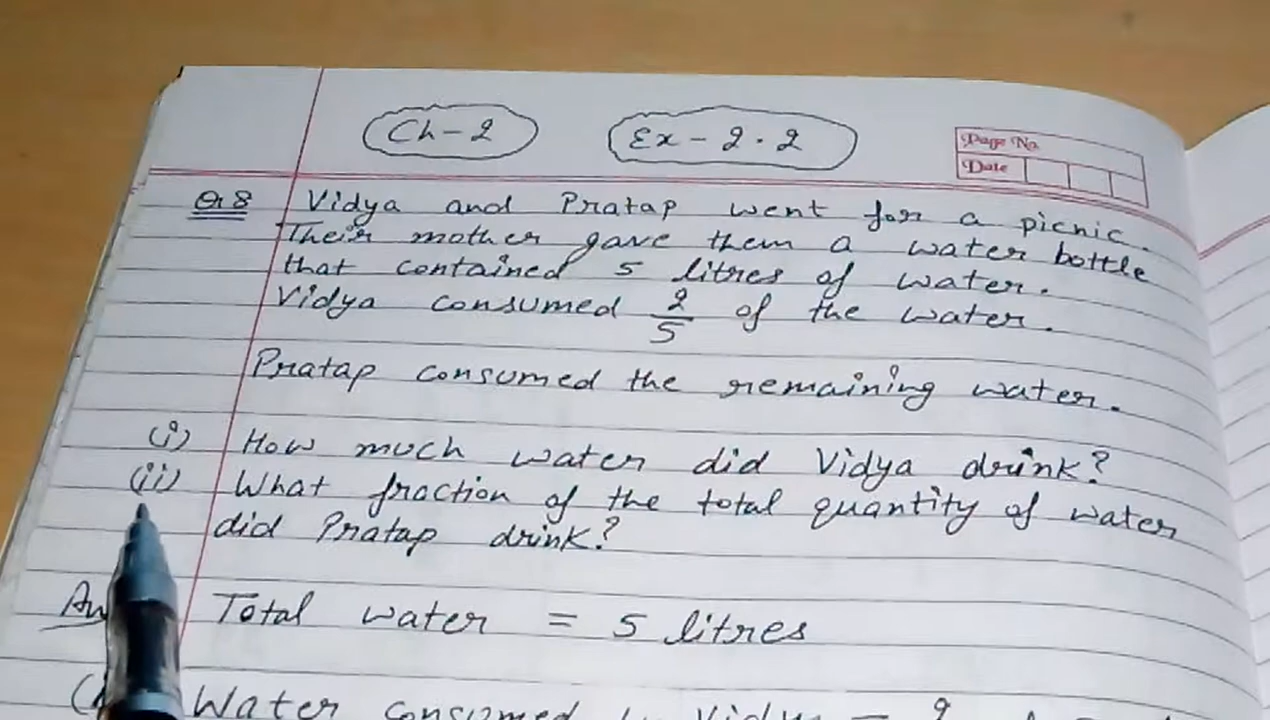 Ch-2
Ex-2.2
Page No.
Date
Q.8 Vidya and Pratap went for a picnic.
Their mother gave them a water bottle
that contained 5 litres of water.
Vidya consumed 2/5 of the water.
Pratap consumed the remaining water.
(i) How much water did Vidya drink?
(ii) What fraction of the total quantity of water
did Pratap drink?
Total water = 5 litres
Water consumed